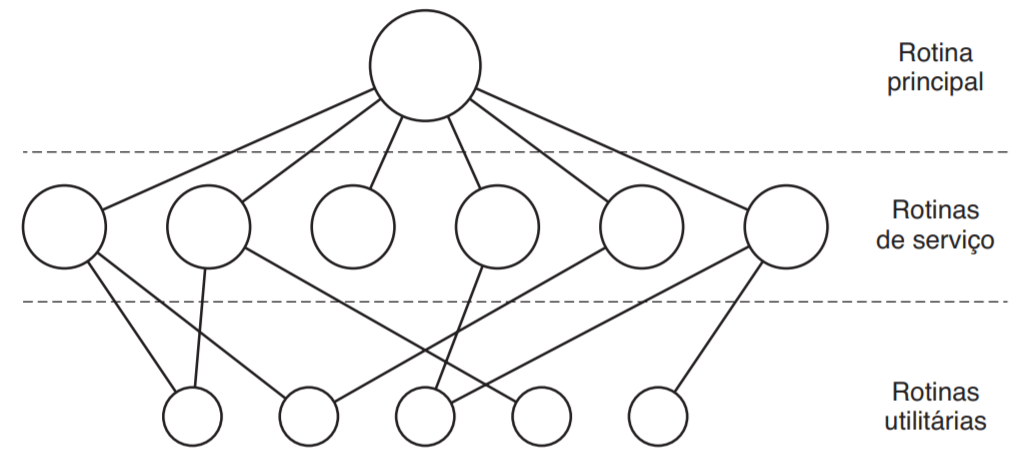 Rotina
principal
Rotinas
de serviço
Rotinas
utilitárias